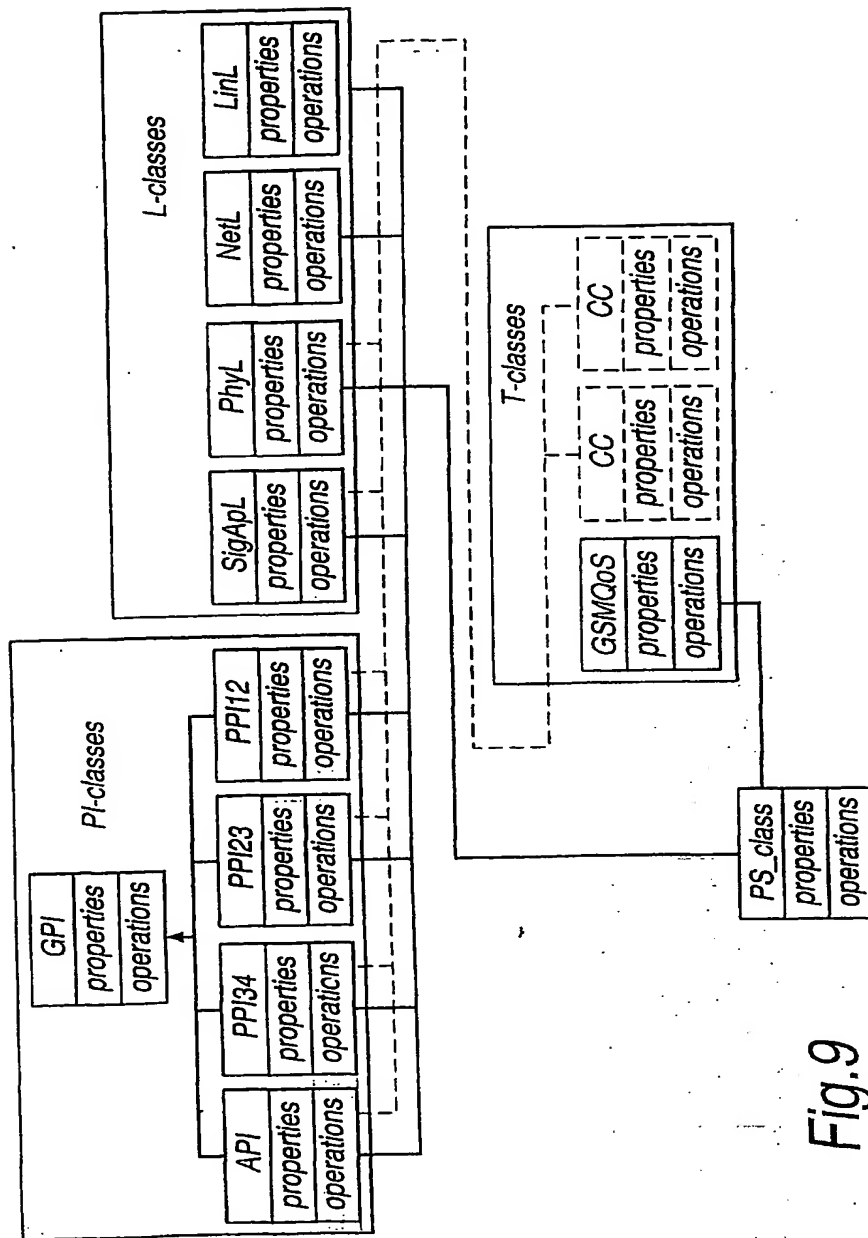 PI-classes
GPI
properties
operations
API
properties
operations
PPI34
properties
operations
PPI23
properties
operations
PPI12
properties
operations
L-classes
SigApL
properties
operations
PhyL
properties
operations
NetL
properties
operations
LinL
properties
operations
T-classes
GSMQoS
properties
operations
CC
properties
operations
CC
properties
operations
PS_class
properties
operations
Fig.9